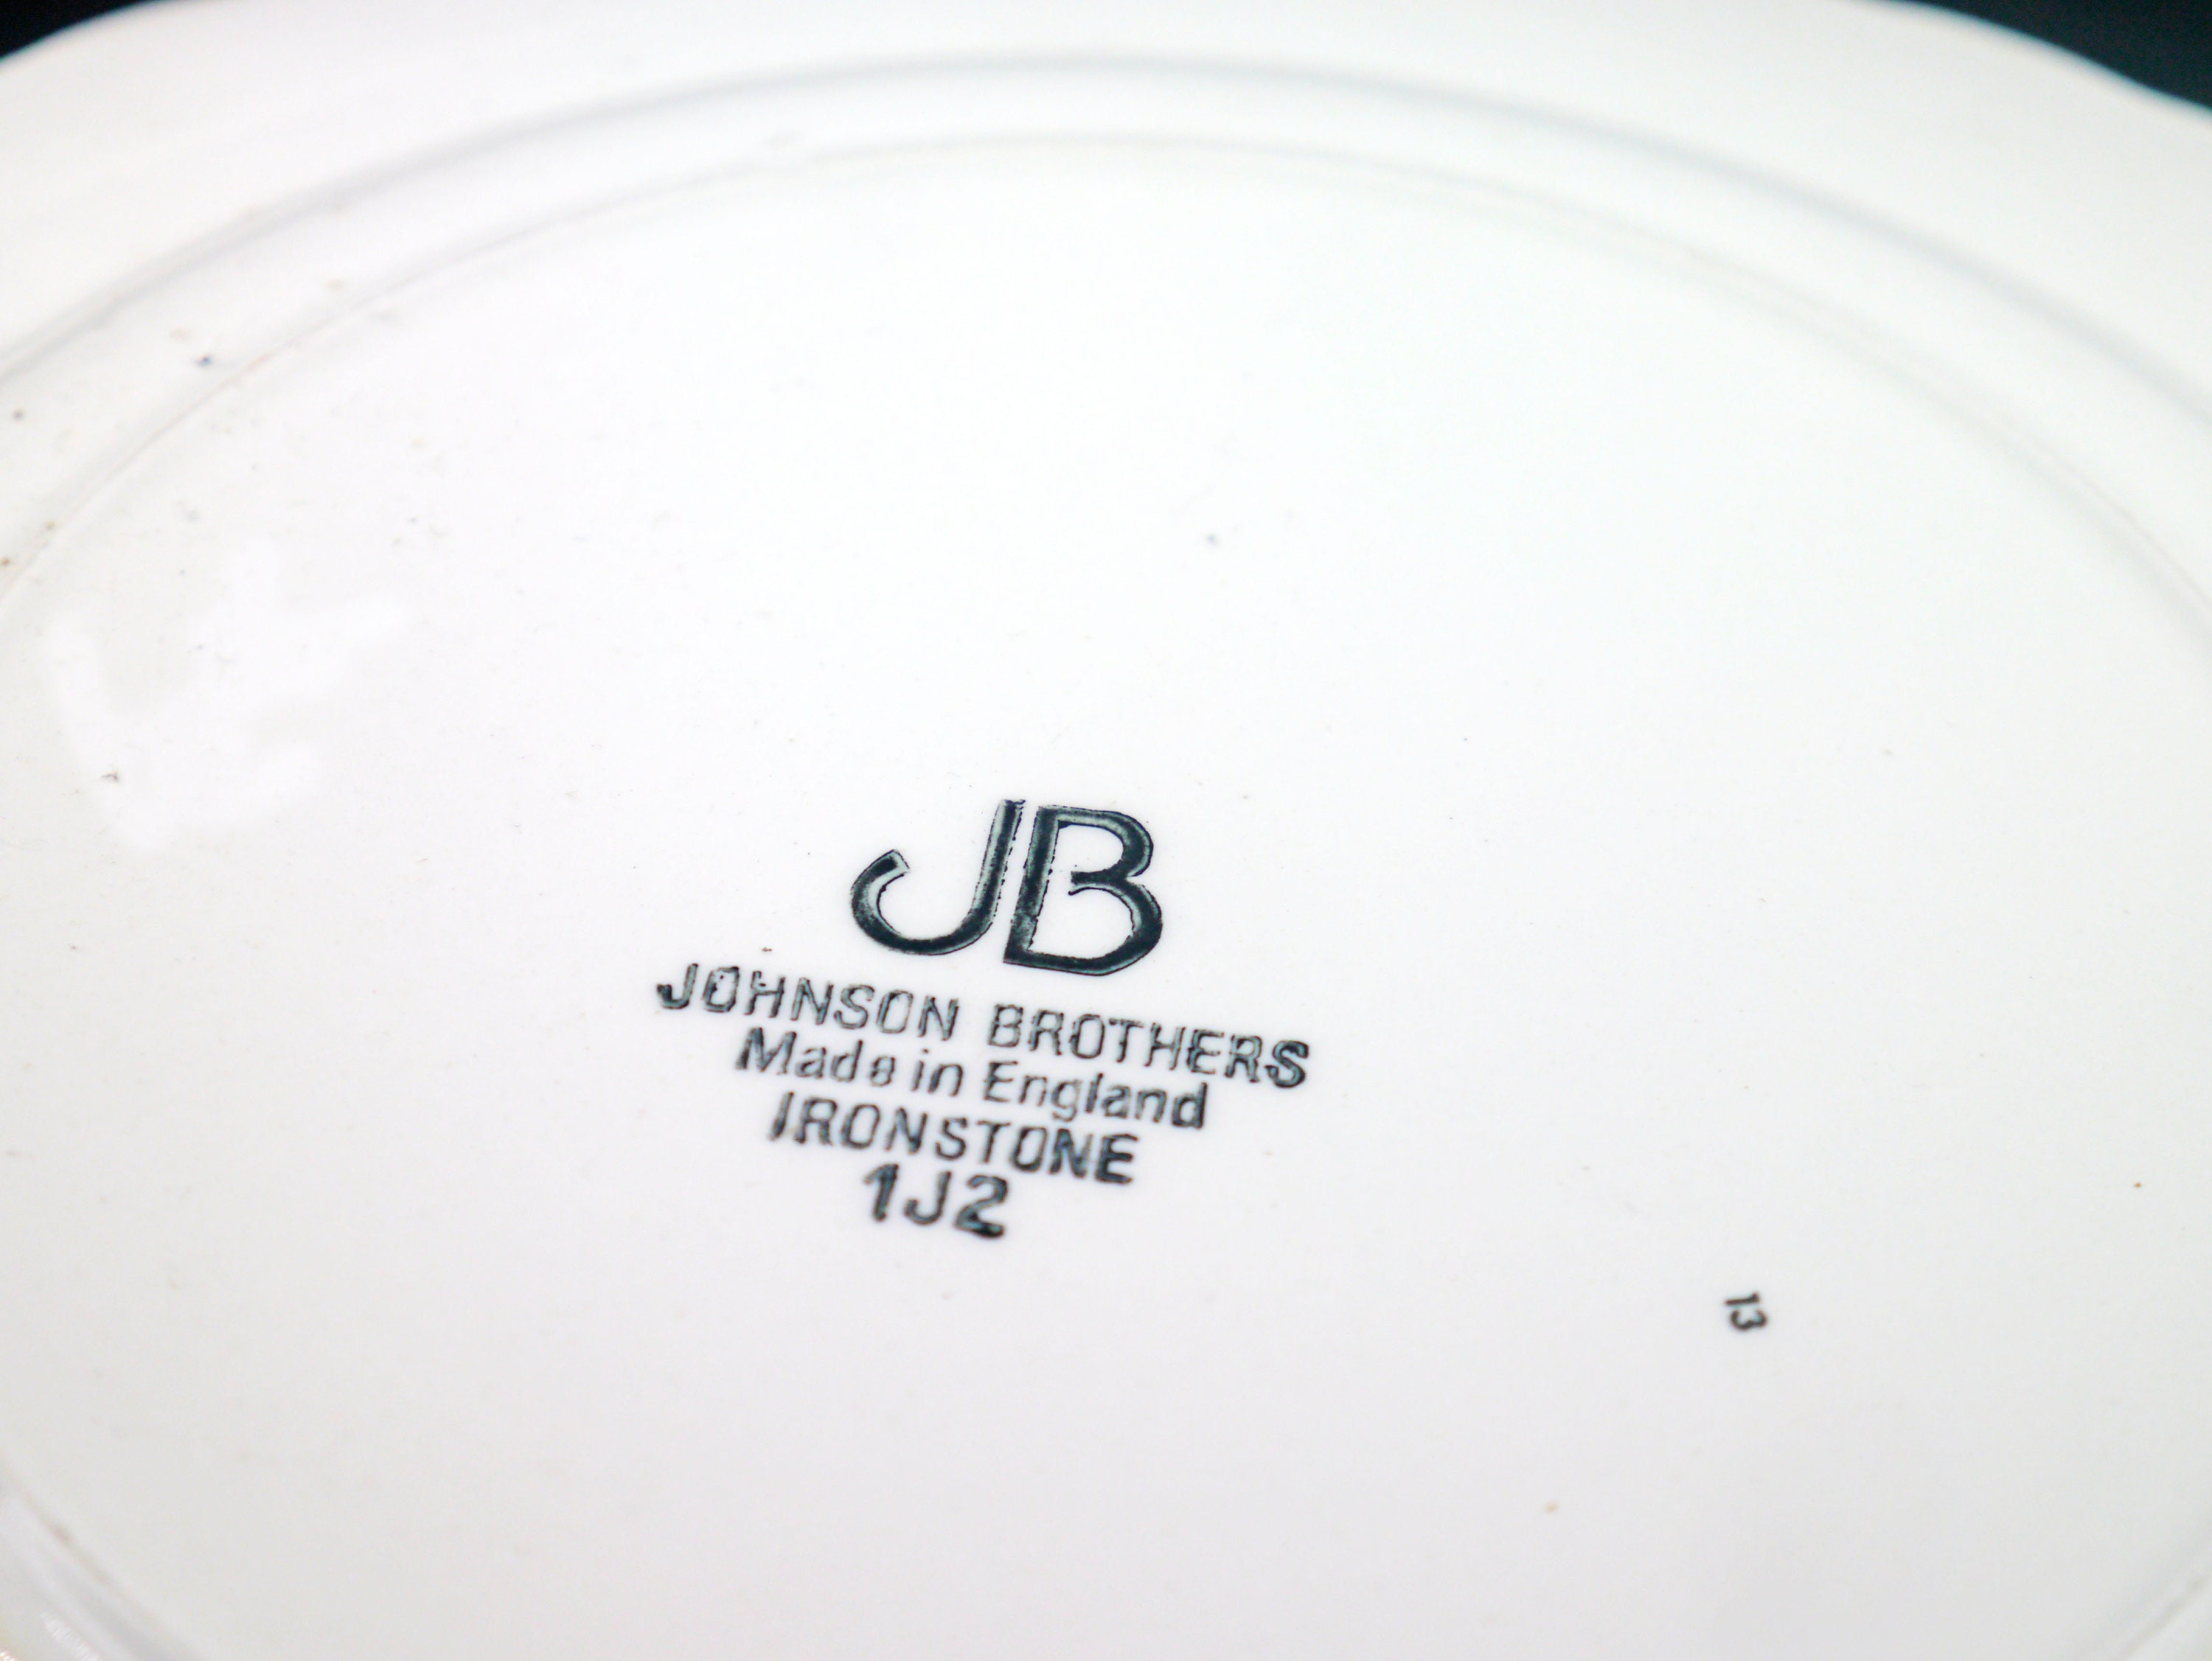 JB
JOHNSON BROTHERS
Made in England
IRONSTONE
1J2
13